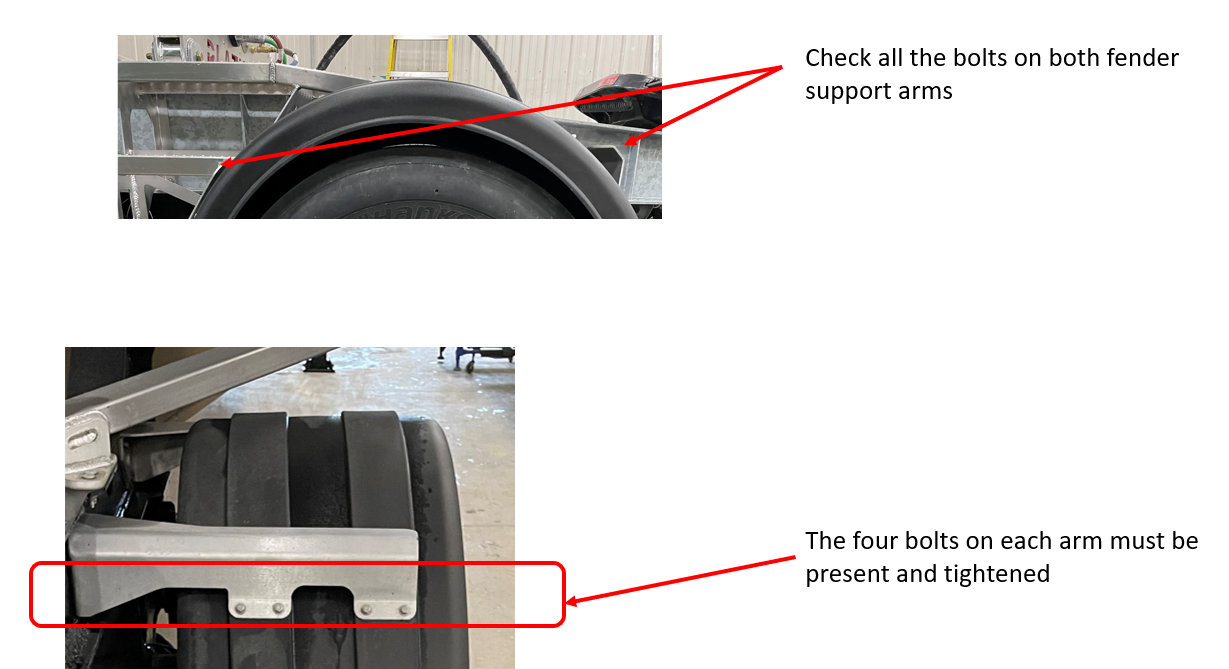 Check all the bolts on both fender
support arms
The four bolts on each arm must be
present and tightened